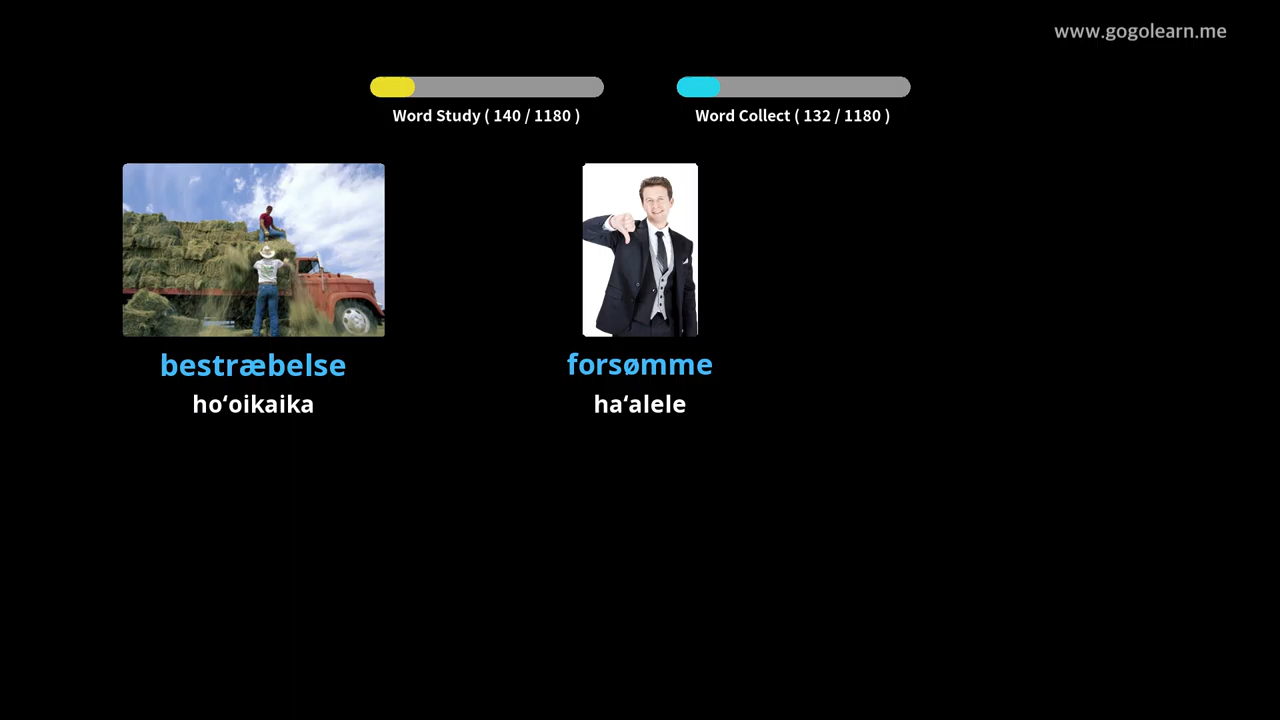 www.gogolearn.me
Word Study ( 140 / 1180 )
Word Collect ( 132 / 1180 )
bestræbelse
hoʻoikaika
forsømme
haʻalele